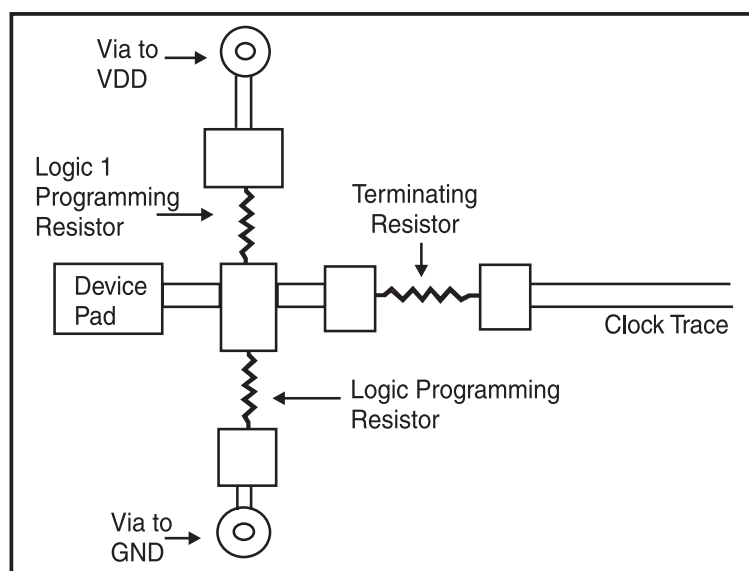 Via to
VDD
Logic 1
Programming
Resistor
Terminating
Resistor
Device
Pad
Clock Trace
Logic Programming
Resistor
Via to
GND